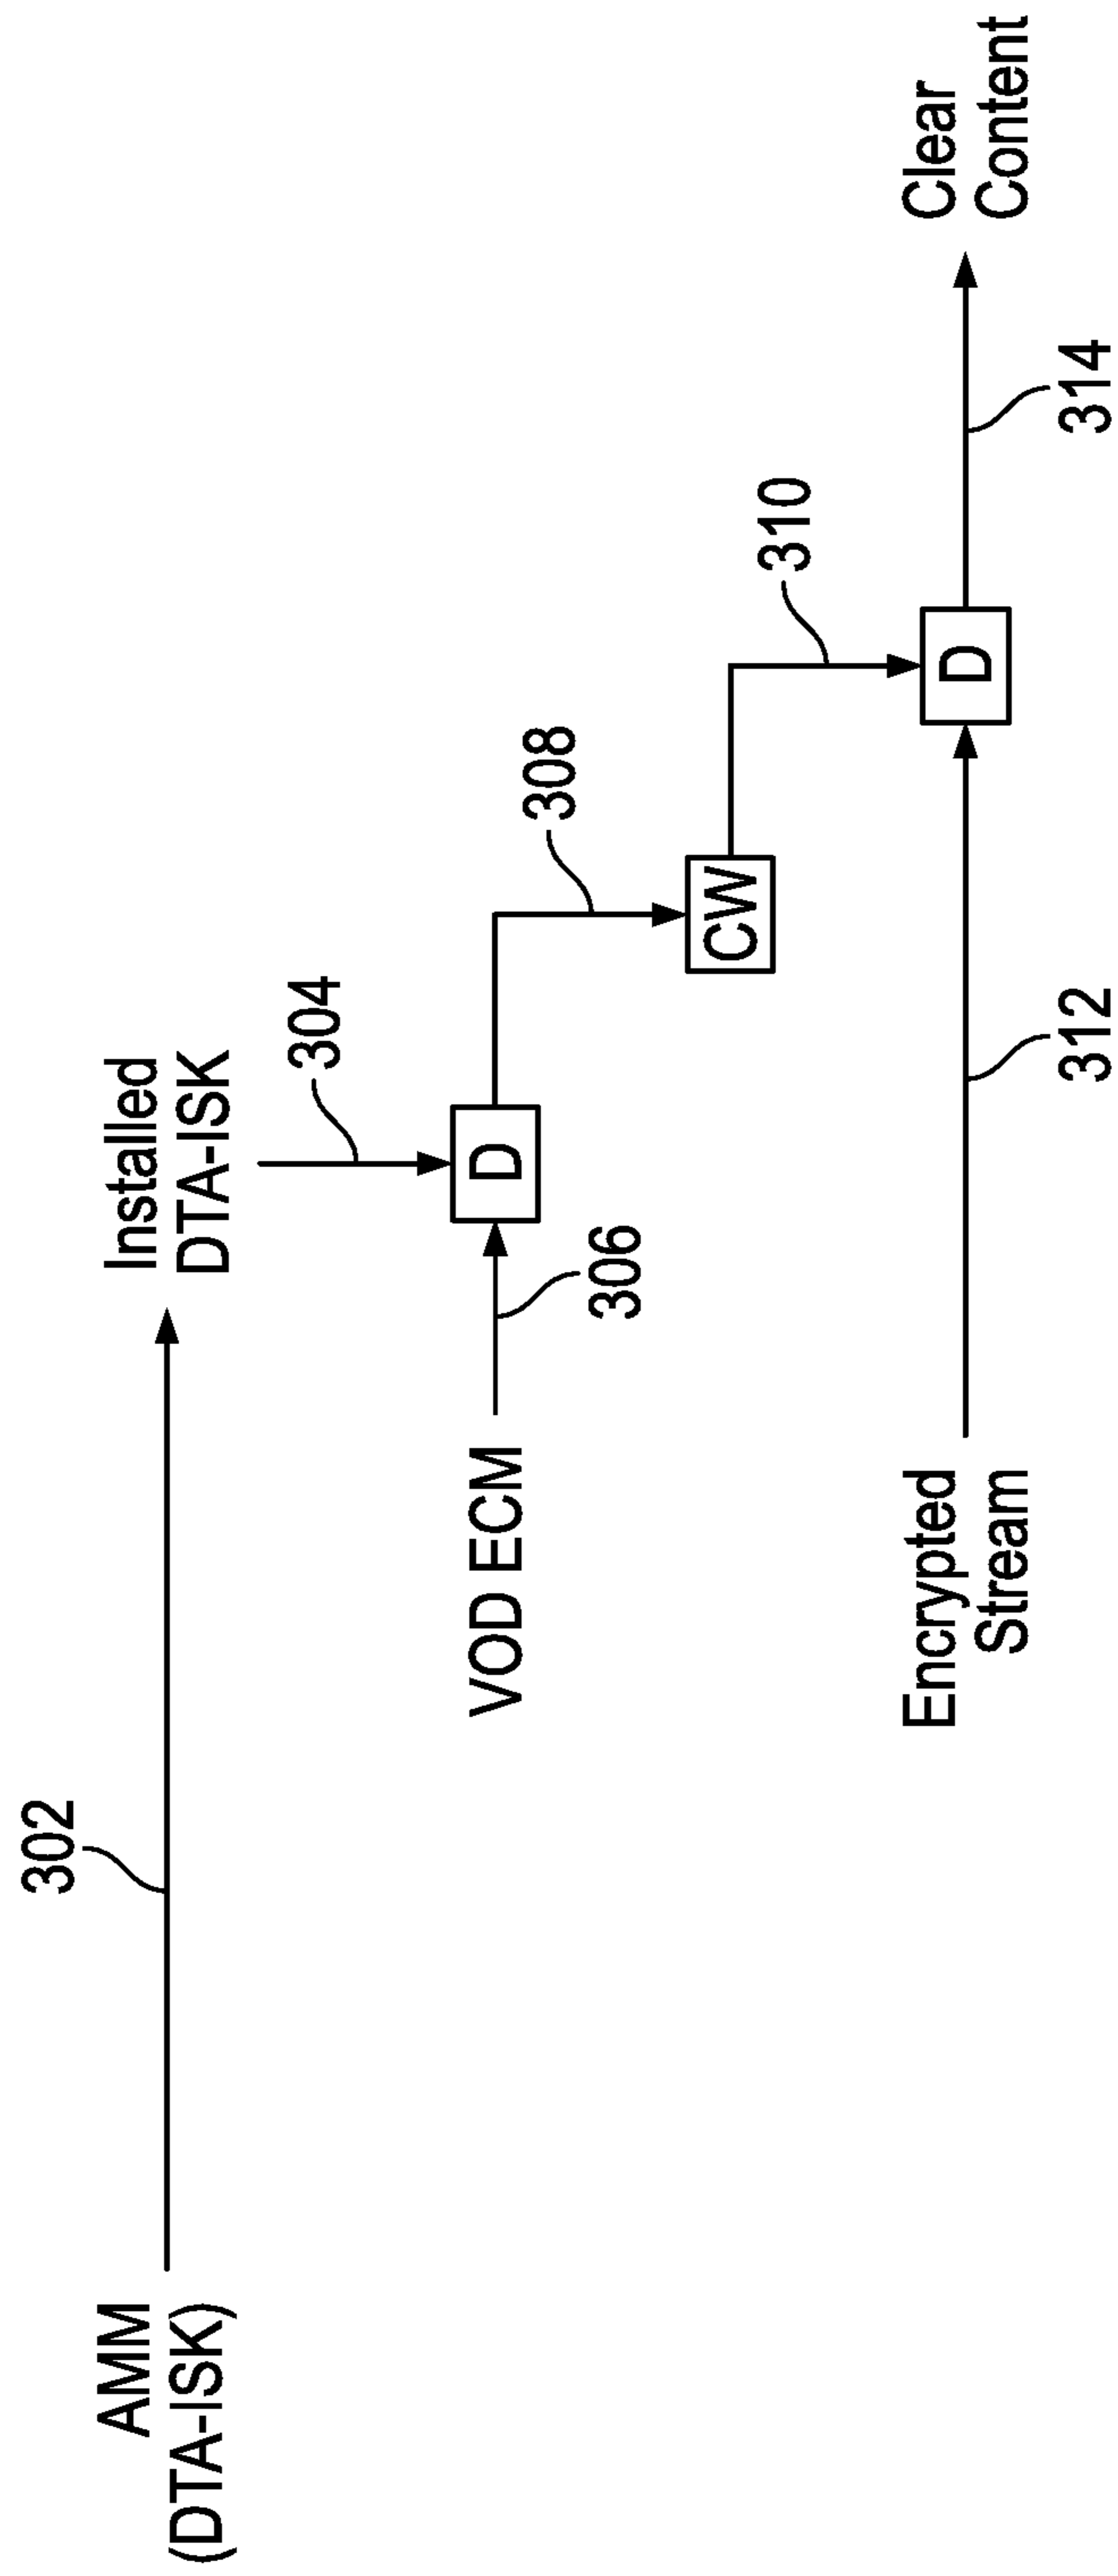 302
AMM
(DTA-ISK)
Installed
DTA-ISK
304
VOD ECM
306
D
308
CW
310
Encrypted
Stream
312
D
314
Clear
Content